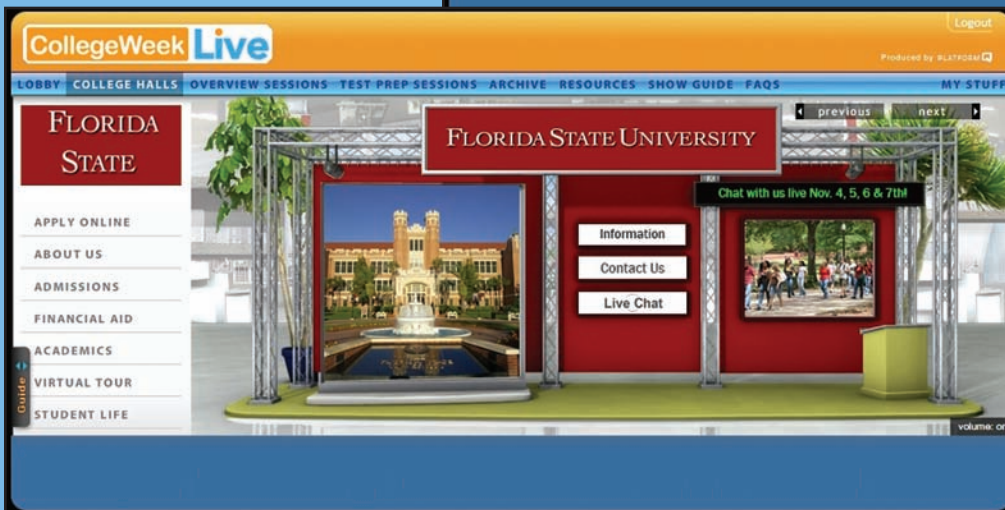 Logout
CollegeWeek Live
Produced by PLATFORMQ
LOBBY COLLEGE HALLS OVERVIEW SESSIONS TEST PREP SESSIONS ARCHIVE RESOURCES SHOW GUIDE FAQS MY STUFF
FLORIDA
STATE
APPLY ONLINE
ABOUT US
ADMISSIONS
FINANCIAL AID
ACADEMICS
VIRTUAL TOUR
STUDENT LIFE
Guide
FLORIDA STATE UNIVERSITY
previous next
Chat with us live Nov. 4, 5, 6 & 7th!
Information
Contact Us
Live Chat
volume: on